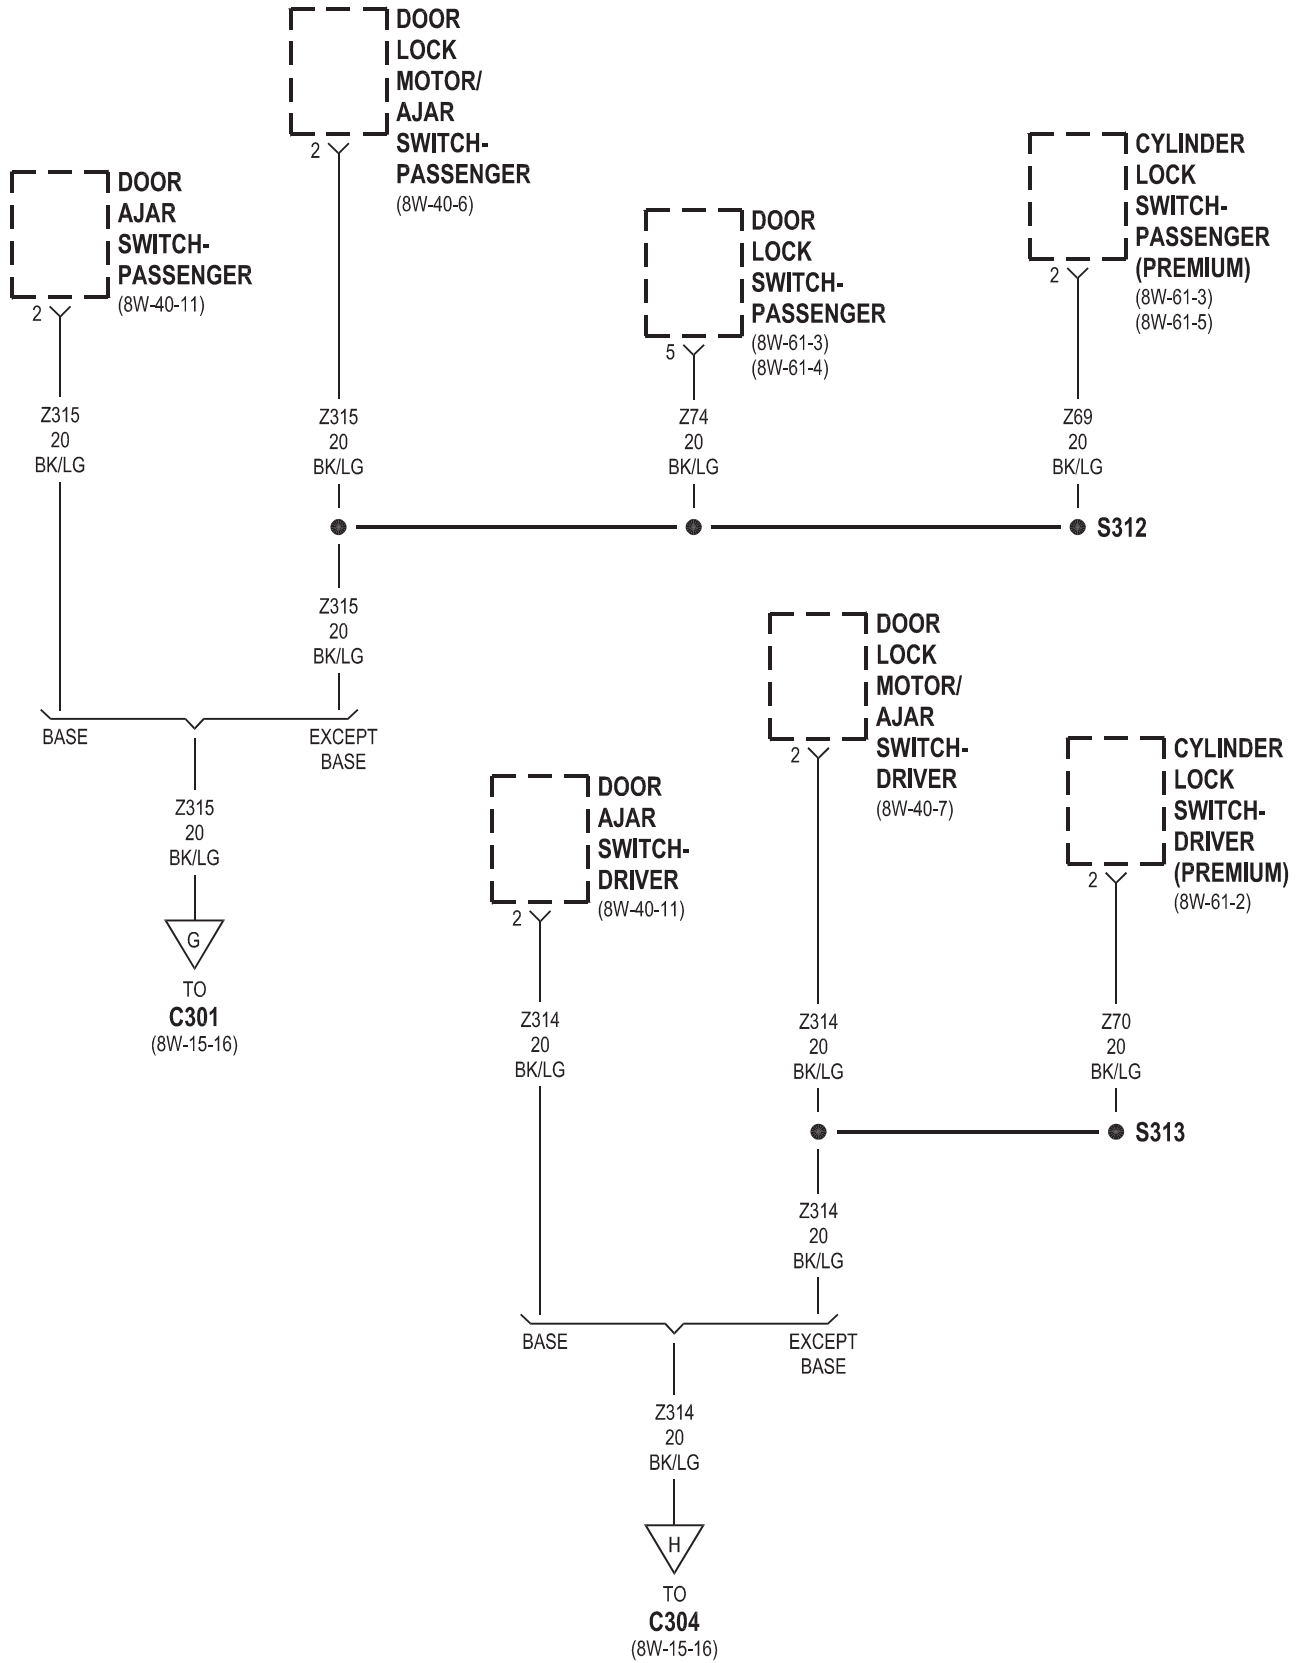 DOOR
LOCK
MOTOR/
AJAR
SWITCH-
PASSENGER
(8W-40-6)
2
DOOR
AJAR
SWITCH-
PASSENGER
(8W-40-11)
2
DOOR
LOCK
SWITCH-
PASSENGER
(8W-61-3)
(8W-61-4)
5
CYLINDER
LOCK
SWITCH-
PASSENGER
(PREMIUM)
(8W-61-3)
(8W-61-5)
2
Z315
20
BK/LG
Z315
20
BK/LG
Z74
20
BK/LG
Z69
20
BK/LG
S312
Z315
20
BK/LG
BASE
EXCEPT
BASE
Z315
20
BK/LG
G
TO
C301
(8W-15-16)
DOOR
LOCK
MOTOR/
AJAR
SWITCH-
DRIVER
(8W-40-7)
2
DOOR
AJAR
SWITCH-
DRIVER
(8W-40-11)
2
CYLINDER
LOCK
SWITCH-
DRIVER
(PREMIUM)
(8W-61-2)
2
Z314
20
BK/LG
Z314
20
BK/LG
Z70
20
BK/LG
S313
Z314
20
BK/LG
BASE
EXCEPT
BASE
Z314
20
BK/LG
H
TO
C304
(8W-15-16)